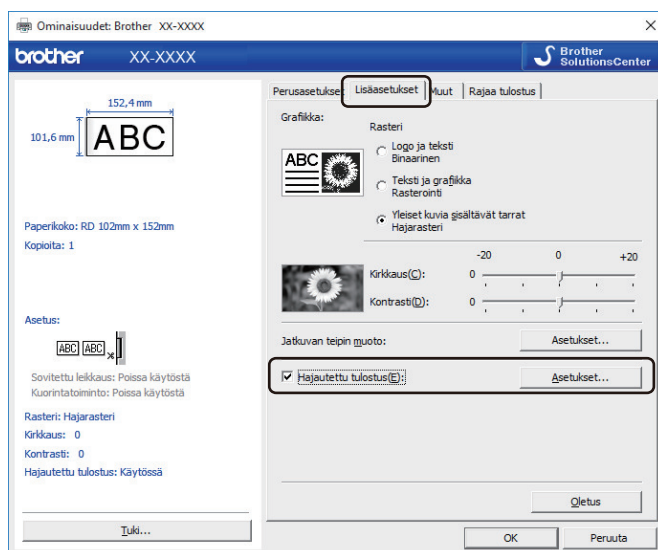 Ominaisuudet: Brother XX-XXXX
brother XX-XXXX
Brother
SolutionsCenter
152,4 mm
101,6 mm
ABC
Paperikoko: RD 102mm x 152mm
Kopioita: 1
Asetus:
ABC ABC
Sovitettu leikkaus: Poissa käytöstä
Kuorintatoiminto: Poissa käytöstä
Rasteri: Hajarasteri
Kirkkaus: 0
Kontrasti: 0
Hajautettu tulostus: Käytössä
Tuki...
Perusasetukset Lisäasetukset Muut Rajaa tulostus
Grafiikka:
Rasteri
ABC
Logo ja teksti
Binaarinen
Teksti ja grafiikka
Rasterointi
Yleiset kuvia sisältävät tarrat
Hajarasteri
-20 0 +20
Kirkkaus(C): 0
Kontrasti(D): 0
Jatkuvan teipin muoto: Asetukset...
Hajautettu tulostus(E): Asetukset...
Oletus
OK Peruuta